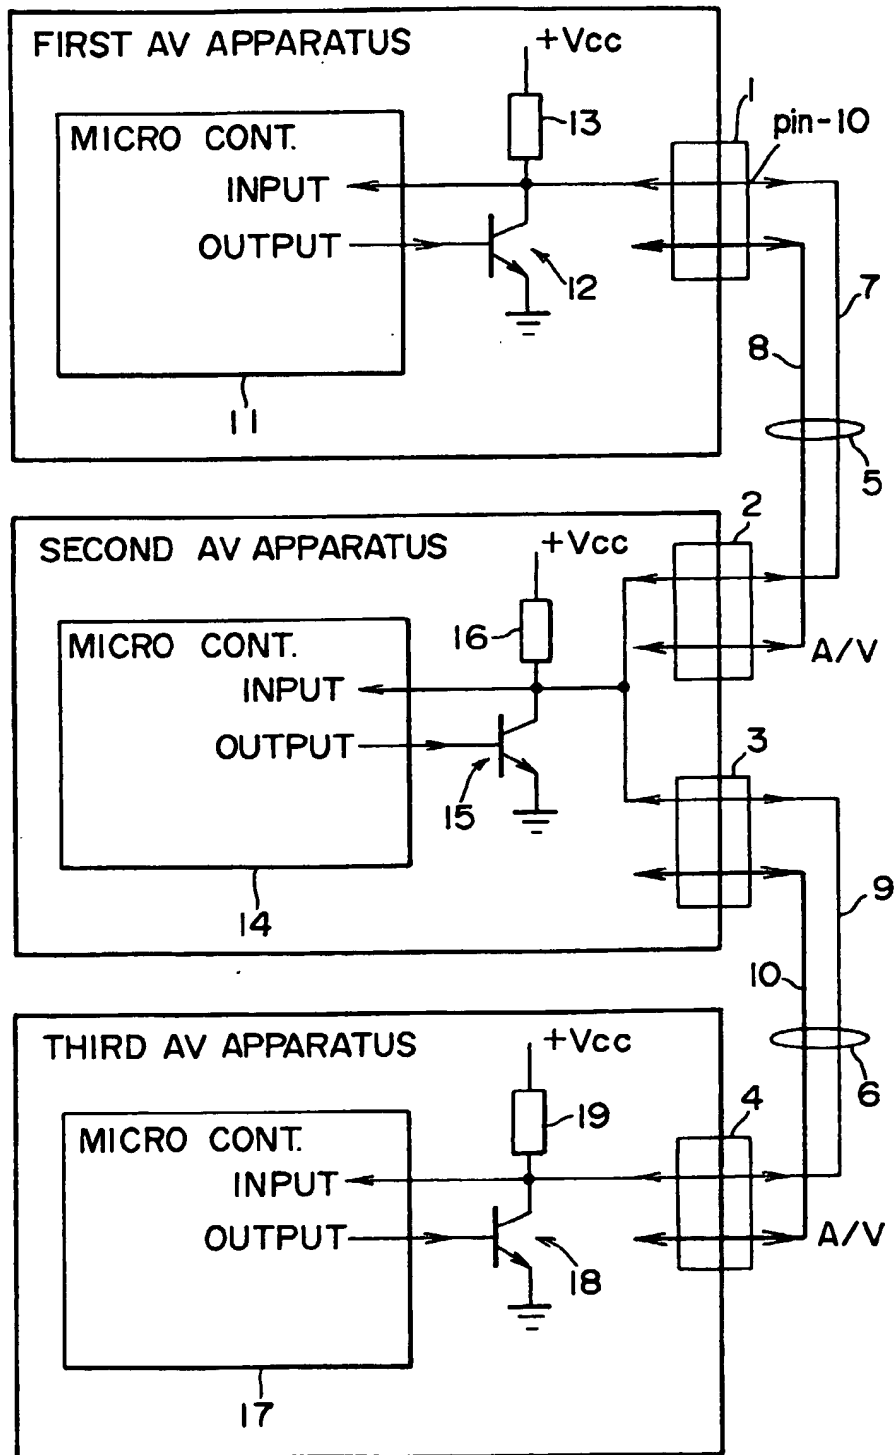 FIRST AV APPARATUS
+Vcc
13
1
pin-10
MICRO CONT.
INPUT
OUTPUT
12
11
7
8
5
SECOND AV APPARATUS
+Vcc
2
16
MICRO CONT.
INPUT
OUTPUT
A/V
3
15
14
9
10
6
THIRD AV APPARATUS
+Vcc
19
4
MICRO CONT.
INPUT
OUTPUT
A/V
18
17